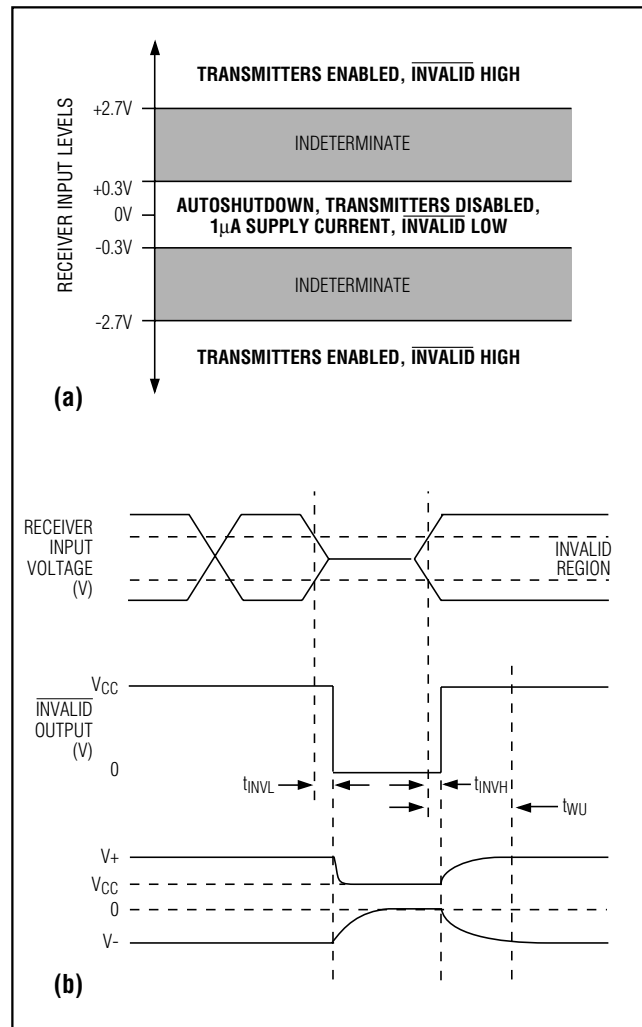 TRANSMITTERS ENABLED, INVALID HIGH
+2.7V
INDETERMINATE
RECEIVER INPUT LEVELS
+0.3V
AUTOSHUTDOWN, TRANSMITTERS DISABLED,
0V
1μA SUPPLY CURRENT, INVALID LOW
-0.3V
INDETERMINATE
-2.7V
TRANSMITTERS ENABLED, INVALID HIGH
(a)
RECEIVER
INPUT
VOLTAGE
(V)
INVALID
REGION
VCC
INVALID
OUTPUT
(V)
0
tINVL
tINVH
tWU
V+
VCC
0
V-
(b)